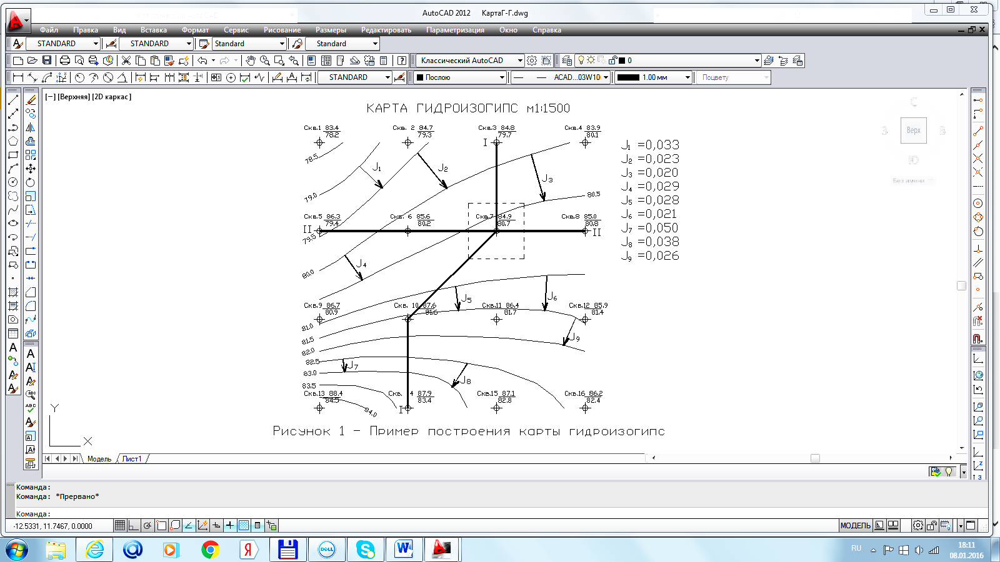 AutoCAD 2012 КартаГ-Г.dwg
Файл Правка Вид Вставка Формат Сервис Рисование Размеры Редактировать Параметризация Окно Справка
STANDARD STANDARD Standard Standard
Классический AutoCAD 0
STANDARD Послою ACAD...03W10 1.00 мм Поцвету
[−] [Верхняя] [2D каркас]
КАРТА ГИДРОИЗОГИПС м1:1500
С
З Верх В
Ю
Без имени
Скв.1 83.4 78.2
Скв. 2 84.7 79.3
Скв.3 84.8 79.7
Скв.4 83.9 80.1
I
78.5
J1 J2 J3
79.0
80.5
Скв.5 86.3 79.4
Скв. 6 85.6 80.2
Скв.7 84.9 80.7
Скв.8 85.0 80.8
II II
79.5
80.0
J4
J5 J6
Скв.9 86.7 80.9
Скв. 10 87.6 81.6
Скв.11 86.4 81.7
Скв.12 85.9 81.4
81.0
81.5
J9
82.0
82.5
J7
83.0
J8
83.5
Скв.13 88.4 84.5
Скв. 4 87.9 83.4
Скв.15 87.1 82.8
Скв.16 86.2 82.4
I
J1 =0,033
J2 =0,023
J3 =0,020
J4 =0,029
J5 =0,028
J6 =0,021
J7 =0,050
J8 =0,038
J9 =0,026
Рисунок 1 - Пример построения карты гидроизогипс
Y
X
Модель Лист1
Команда:
Команда: *Прервано*
Команда:
-12.5331, 11.7467, 0.0000 МОДЕЛЬ
RU 18:11
08.01.2016